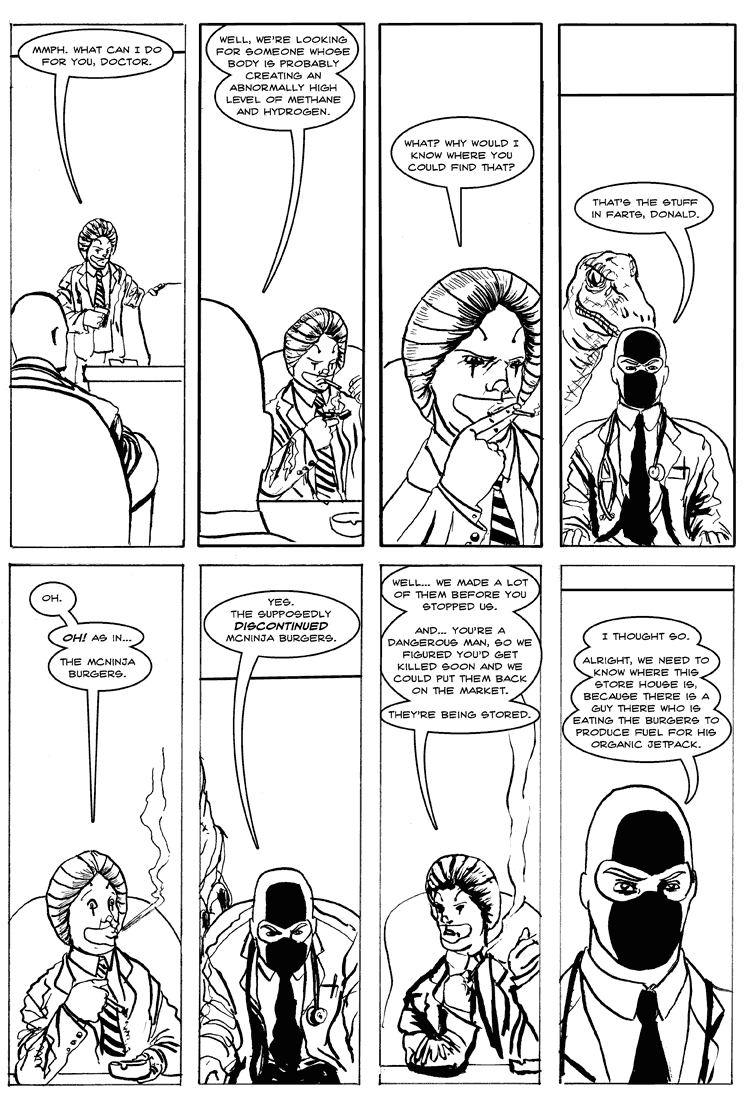 MMPH. WHAT CAN I DO
FOR YOU, DOCTOR.
WELL, WE'RE LOOKING
FOR SOMEONE WHOSE
BODY IS PROBABLY
CREATING AN
ABNORMALLY HIGH
LEVEL OF METHANE
AND HYDROGEN.
WHAT? WHY WOULD I
KNOW WHERE YOU
COULD FIND THAT?
THAT'S THE STUFF
IN FARTS, DONALD.
OH.
OH! AS IN...
THE MCNINJA
BURGERS.
YES.
THE SUPPOSEDLY
DISCONTINUED
MCNINJA BURGERS.
WELL... WE MADE A LOT
OF THEM BEFORE YOU
STOPPED US.
AND... YOU'RE A
DANGEROUS MAN, SO WE
FIGURED YOU'D GET
KILLED SOON AND WE
COULD PUT THEM BACK
ON THE MARKET.
THEY'RE BEING STORED.
I THOUGHT SO.
ALRIGHT, WE NEED TO
KNOW WHERE THIS
STORE HOUSE IS,
BECAUSE THERE IS A
GUY THERE WHO IS
EATING THE BURGERS TO
PRODUCE FUEL FOR HIS
ORGANIC JETPACK.